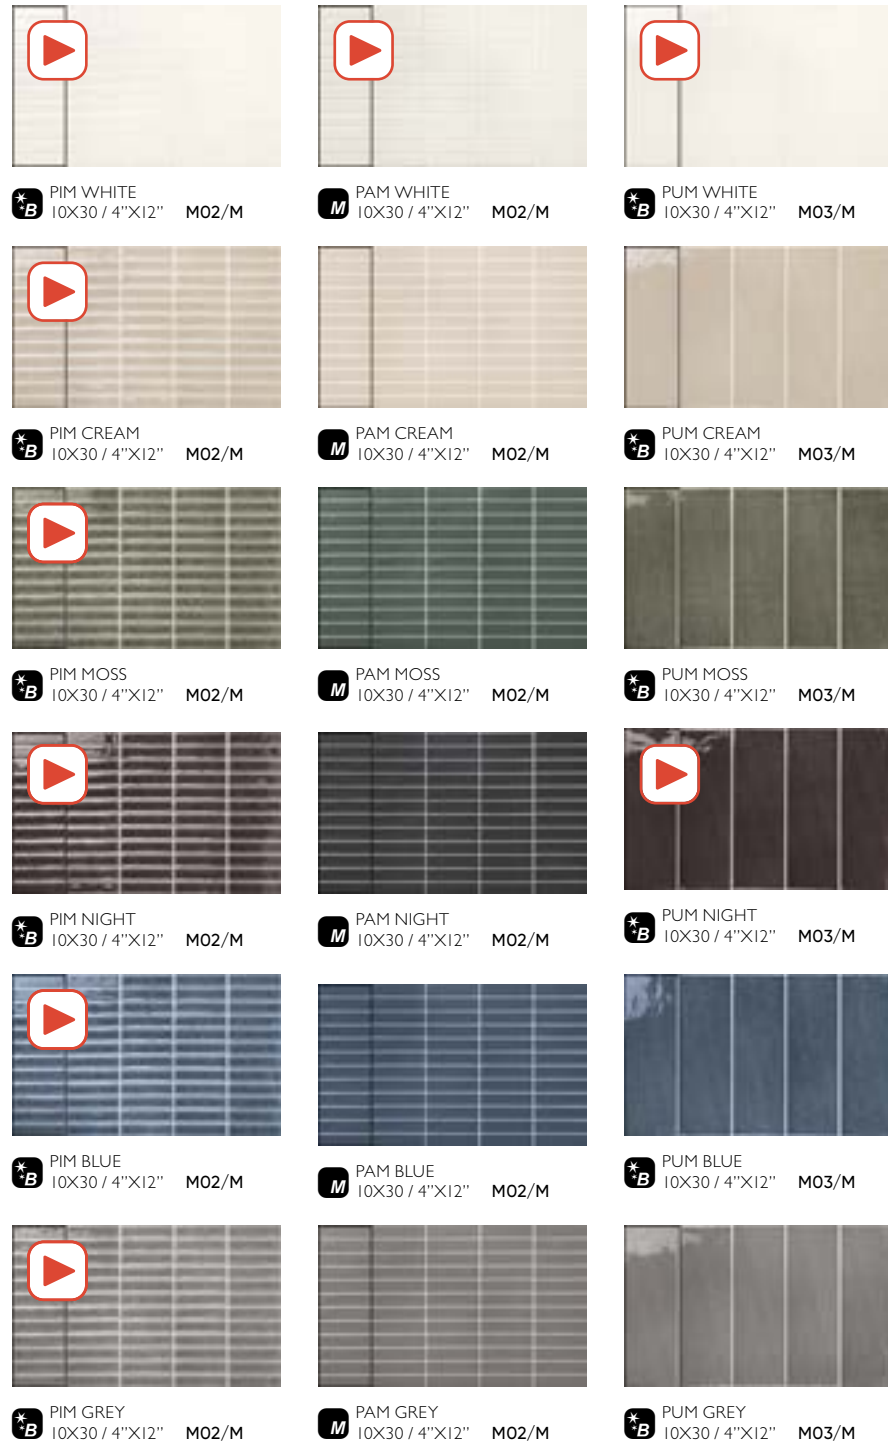 PIM WHITE
B 10X30 / 4”X12” M02/M
PAM WHITE
M 10X30 / 4”X12” M02/M
PUM WHITE
B 10X30 / 4”X12” M03/M
PIM CREAM
B 10X30 / 4”X12” M02/M
PAM CREAM
M 10X30 / 4”X12” M02/M
PUM CREAM
B 10X30 / 4”X12” M03/M
PIM MOSS
B 10X30 / 4”X12” M02/M
PAM MOSS
M 10X30 / 4”X12” M02/M
PUM MOSS
B 10X30 / 4”X12” M03/M
PIM NIGHT
B 10X30 / 4”X12” M02/M
PAM NIGHT
M 10X30 / 4”X12” M02/M
PUM NIGHT
B 10X30 / 4”X12” M03/M
PIM BLUE
B 10X30 / 4”X12” M02/M
PAM BLUE
M 10X30 / 4”X12” M02/M
PUM BLUE
B 10X30 / 4”X12” M03/M
PIM GREY
B 10X30 / 4”X12” M02/M
PAM GREY
M 10X30 / 4”X12” M02/M
PUM GREY
B 10X30 / 4”X12” M03/M